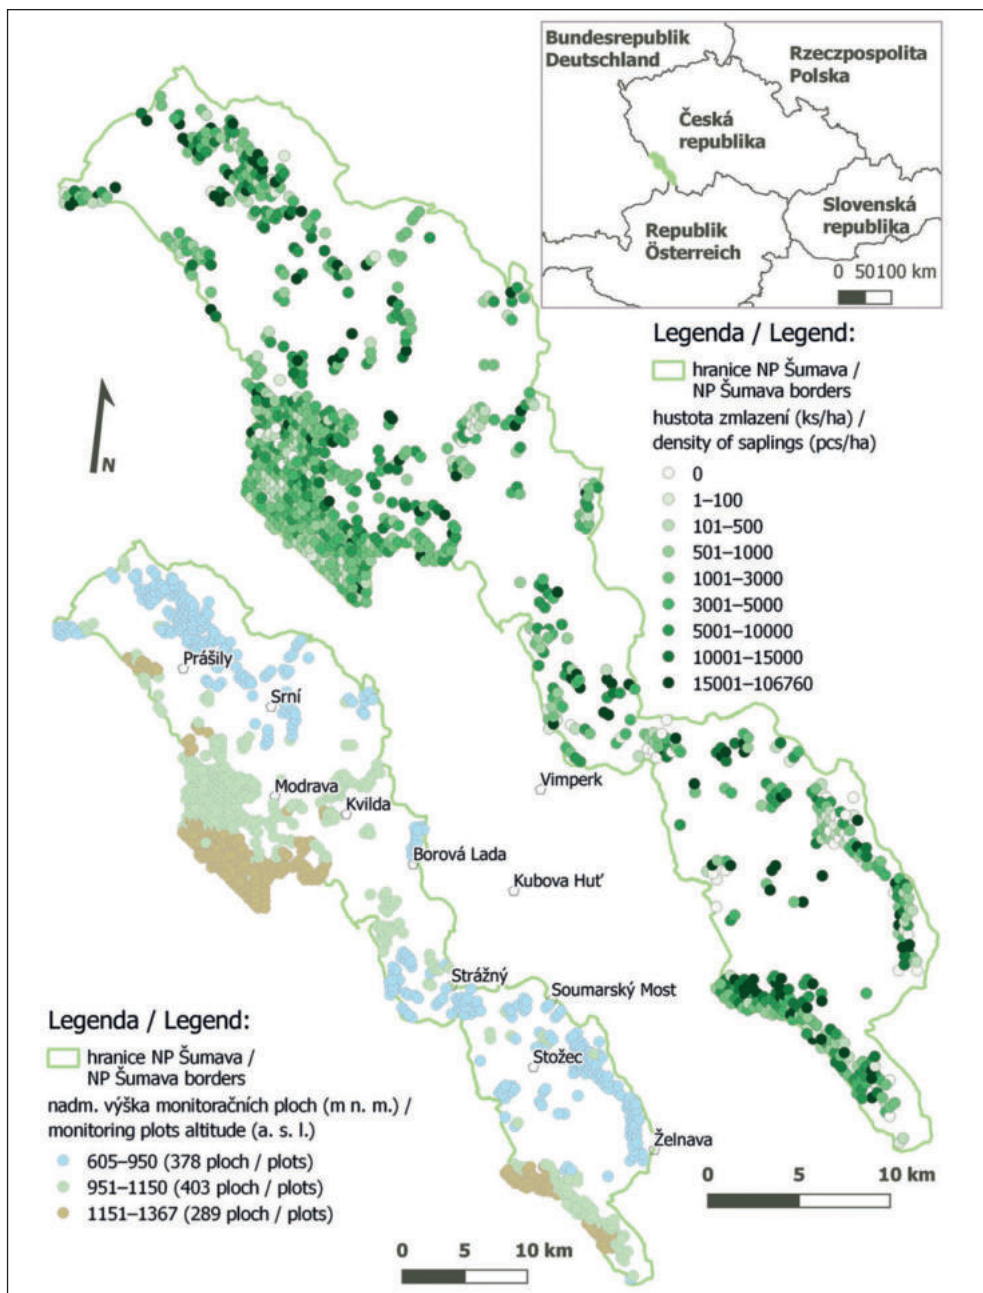 Bundesrepublik
Deutschland
Rzeczpospolita
Polska
Česká
republika
Slovenská
republika
Republik
Österreich
0 50100 km
Legenda / Legend:
hranice NP Šumava /
NP Šumava borders
hustota zmlazení (ks/ha) /
density of saplings (pcs/ha)
0
1–100
101–500
501–1000
1001–3000
3001–5000
5001–10000
10001–15000
15001–106760
N
Prášily
Srní
Modrava
Kvilda
Vimperk
Borová Lada
Kubova Huť
Strážný
Soumarský Most
Stožec
Želnava
Legenda / Legend:
hranice NP Šumava /
NP Šumava borders
nadm. výška monitoračních ploch (m n. m.) /
monitoring plots altitude (a. s. l.)
605–950 (378 ploch / plots)
951–1150 (403 ploch / plots)
1151–1367 (289 ploch / plots)
0 5 10 km
0 5 10 km